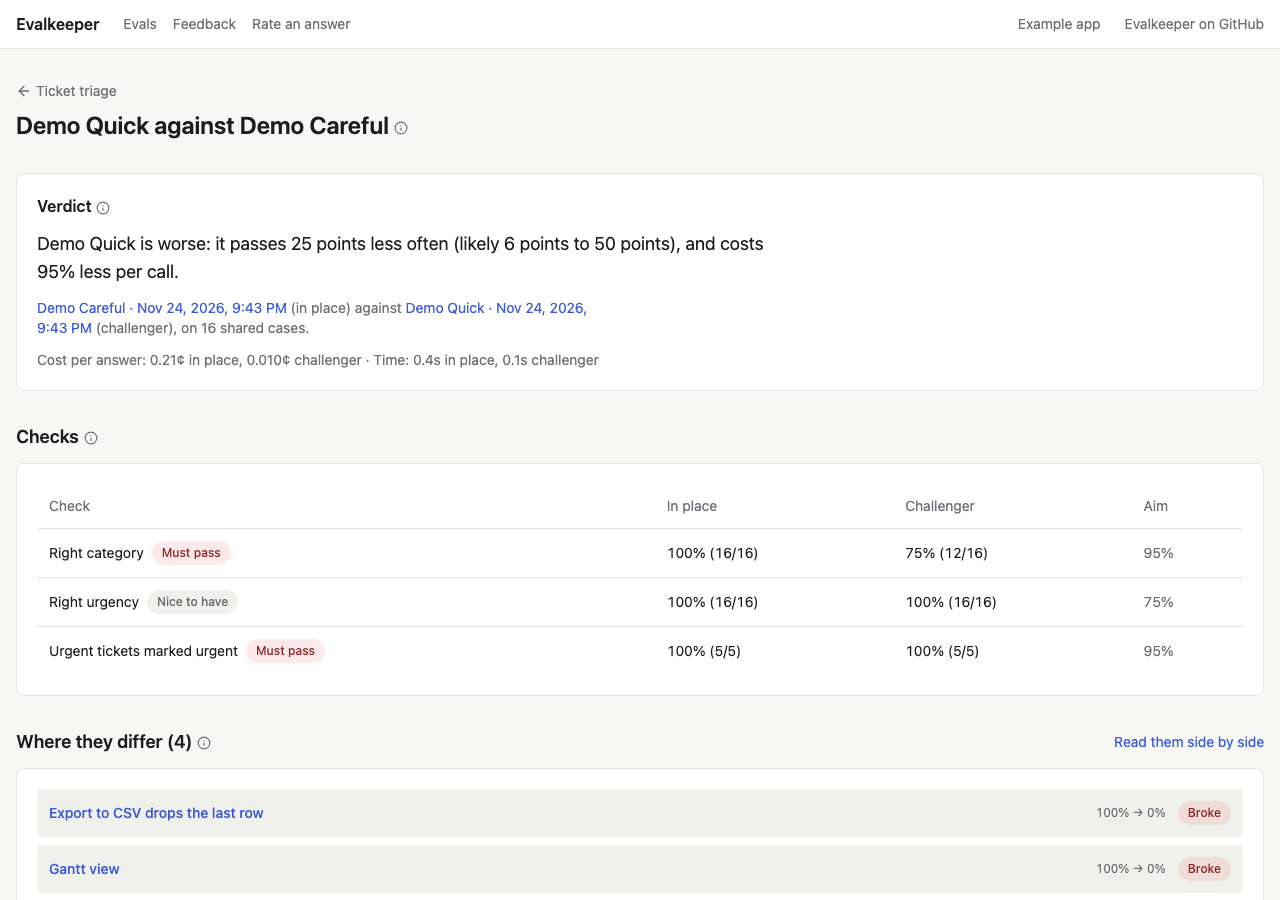 Evalkeeper Evals Feedback Rate an answer Example app Evalkeeper on GitHub
← Ticket triage
Demo Quick against Demo Careful
Verdict
Demo Quick is worse: it passes 25 points less often (likely 6 points to 50 points), and costs
95% less per call.
Demo Careful · Nov 24, 2026, 9:43 PM (in place) against Demo Quick · Nov 24, 2026,
9:43 PM (challenger), on 16 shared cases.
Cost per answer: 0.21¢ in place, 0.010¢ challenger · Time: 0.4s in place, 0.1s challenger
Checks
Check In place Challenger Aim
Right category Must pass 100% (16/16) 75% (12/16) 95%
Right urgency Nice to have 100% (16/16) 100% (16/16) 75%
Urgent tickets marked urgent Must pass 100% (5/5) 100% (5/5) 95%
Where they differ (4) Read them side by side
Export to CSV drops the last row 100% → 0% Broke
Gantt view 100% → 0% Broke